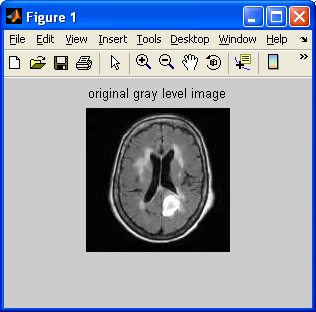 Figure 1
File Edit View Insert Tools Desktop Window Help
original gray level image